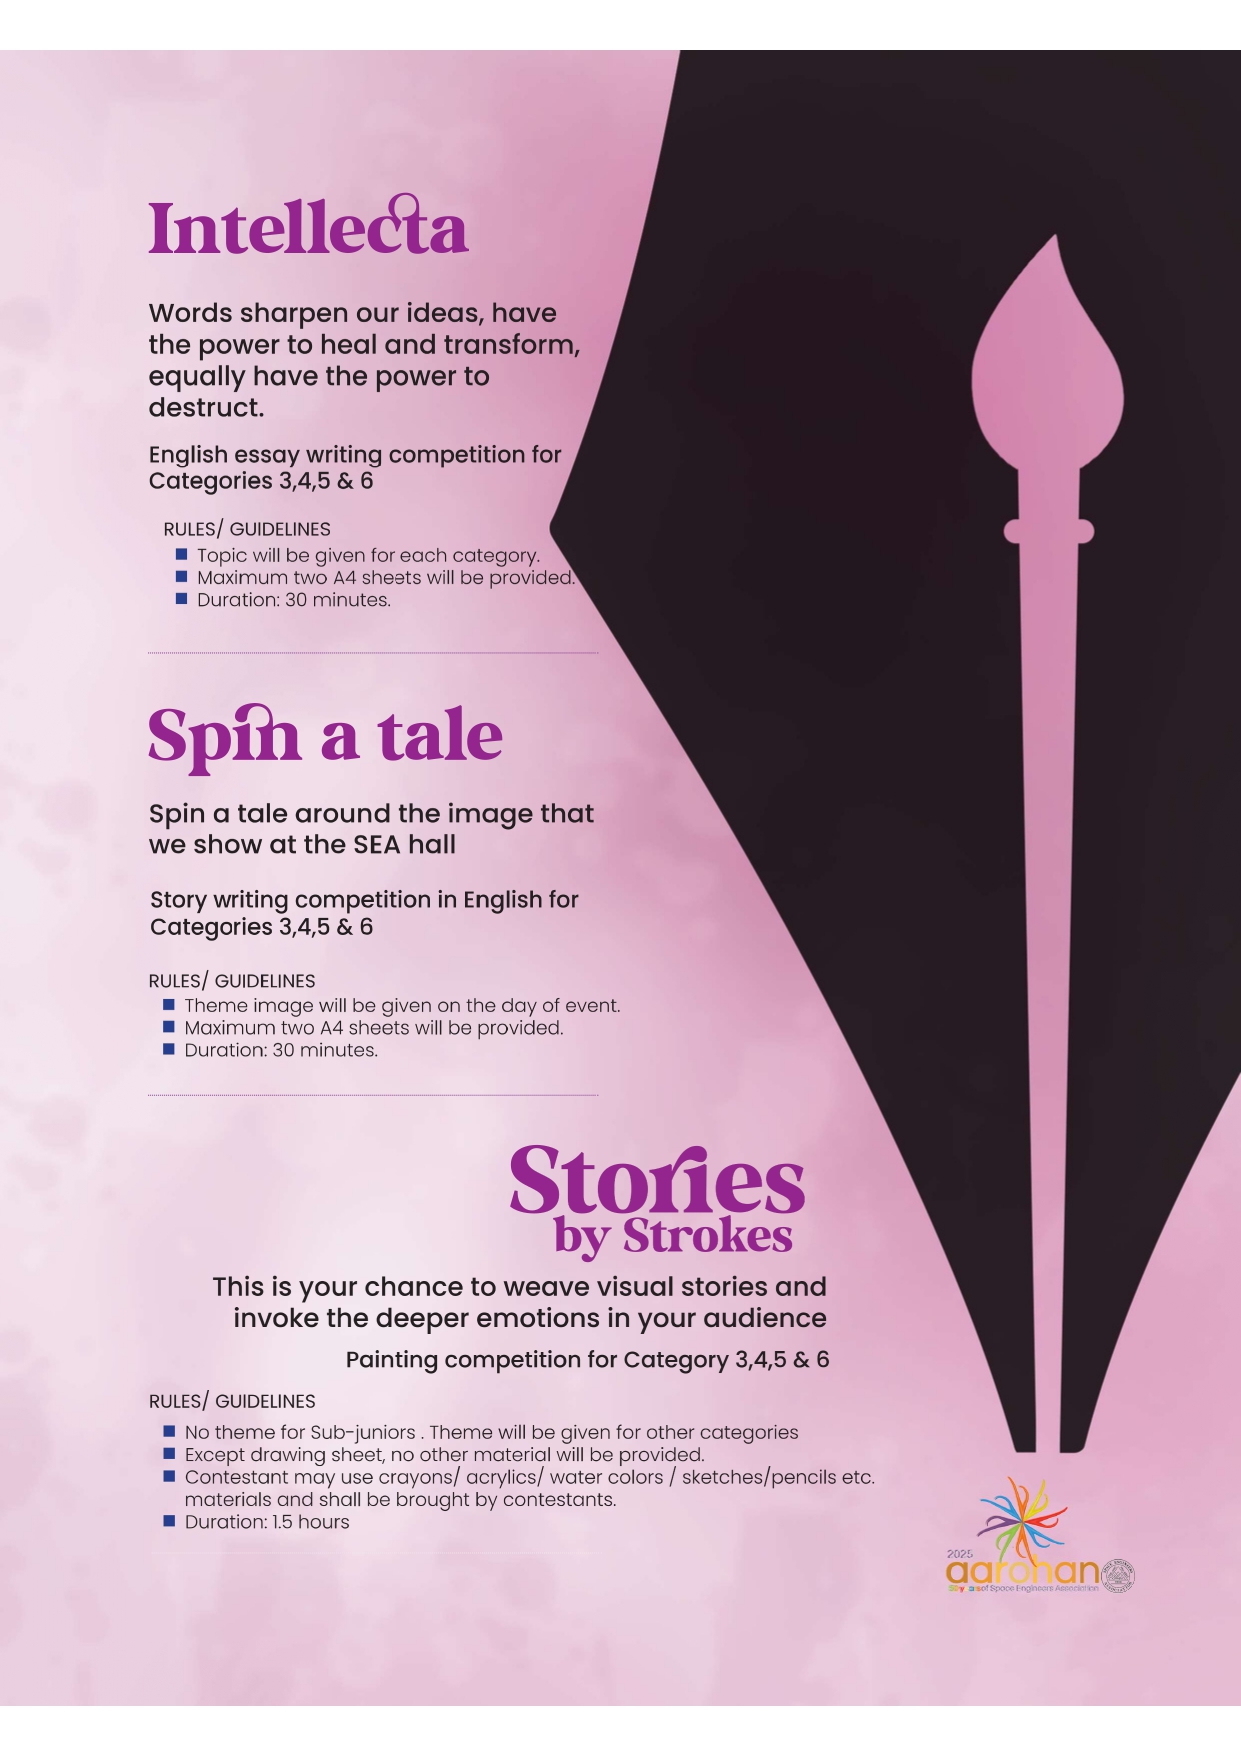 Intellecta
Words sharpen our ideas, have
the power to heal and transform,
equally have the power to
destruct.
English essay writing competition for
Categories 3,4,5 & 6
RULES/ GUIDELINES
Topic will be given for each category.
Maximum two A4 sheets will be provided.
Duration: 30 minutes.
Spin a tale
Spin a tale around the image that
we show at the SEA hall
Story writing competition in English for
Categories 3,4,5 & 6
RULES/ GUIDELINES
Theme image will be given on the day of event.
Maximum two A4 sheets will be provided.
Duration: 30 minutes.
Stories
by Strokes
This is your chance to weave visual stories and
invoke the deeper emotions in your audience
Painting competition for Category 3,4,5 & 6
RULES/ GUIDELINES
No theme for Sub-juniors . Theme will be given for other categories
Except drawing sheet, no other material will be provided.
Contestant may use crayons/ acrylics/ water colors / sketches/pencils etc.
materials and shall be brought by contestants.
Duration: 1.5 hours
2025
aarohan
of Space Engineers Association